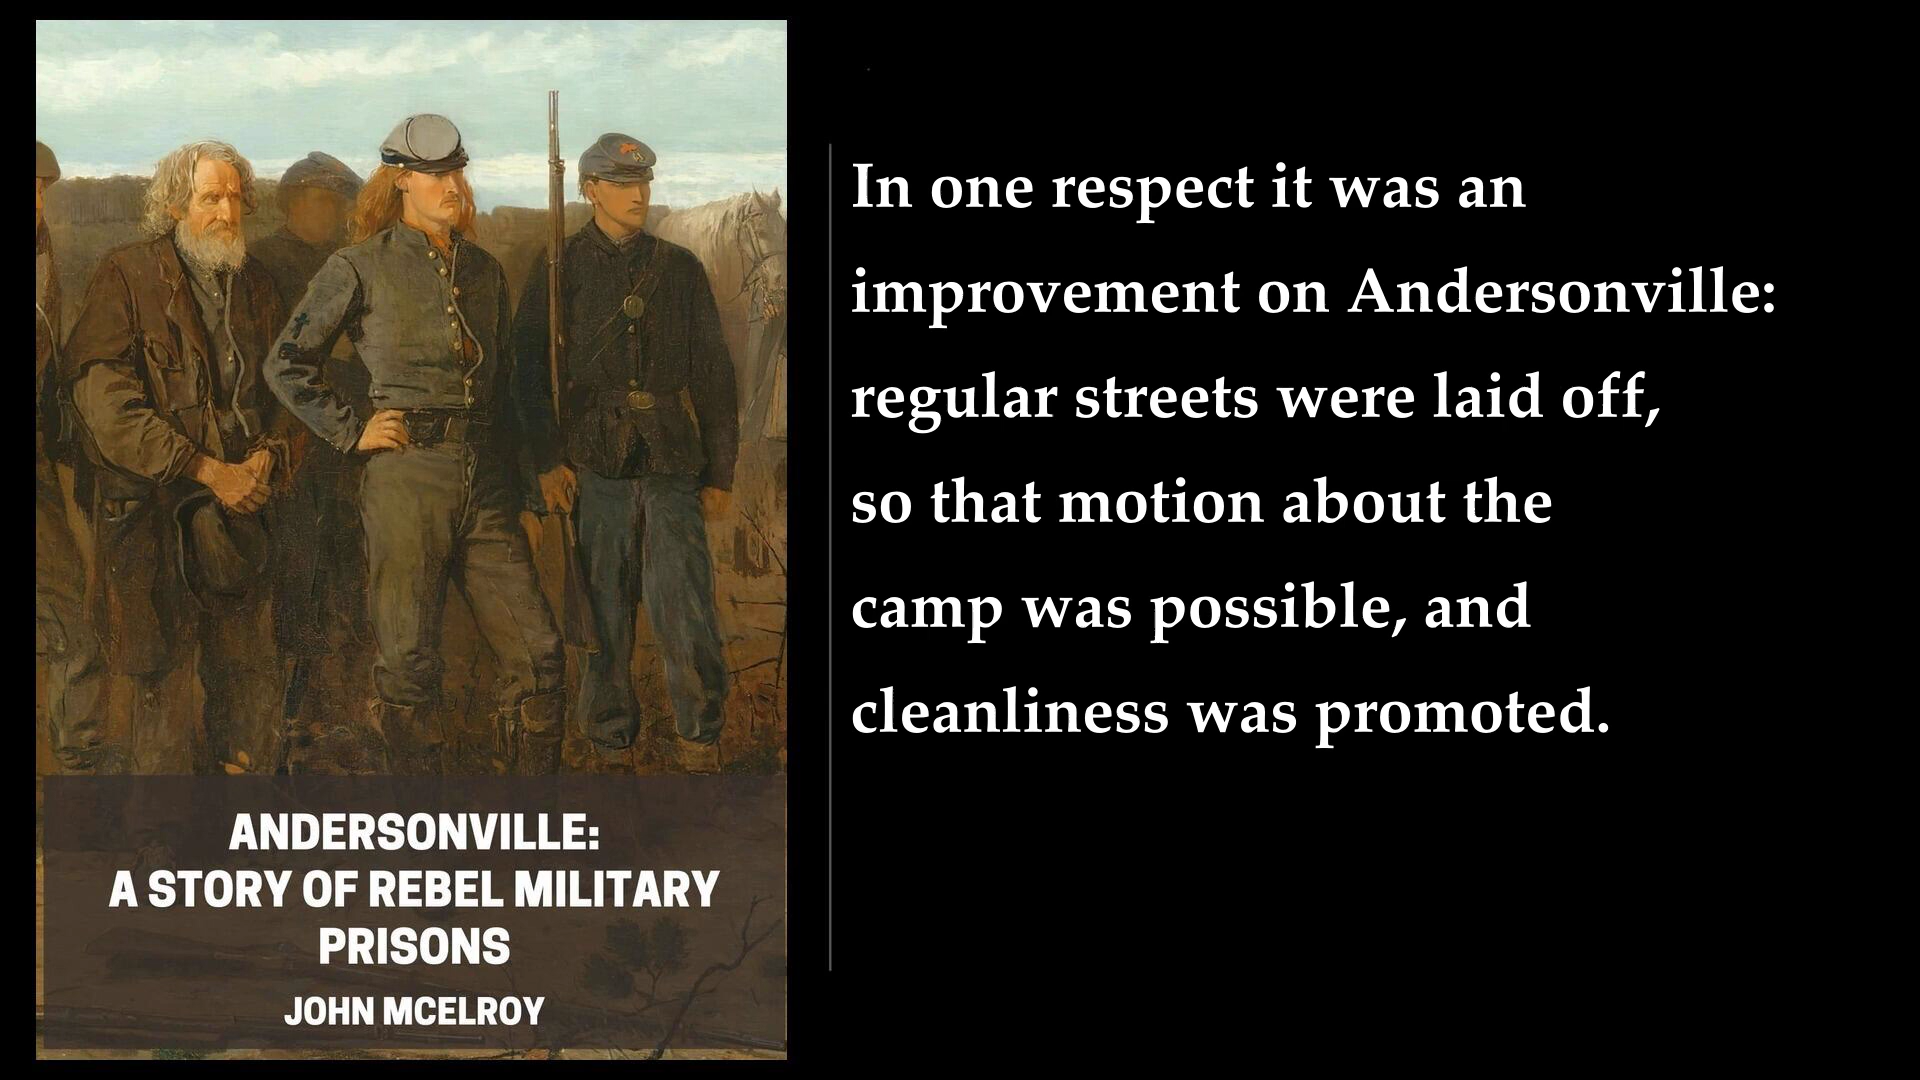 In one respect it was an
improvement on Andersonville:
regular streets were laid off,
so that motion about the
camp was possible, and
cleanliness was promoted.
ANDERSONVILLE:
A STORY OF REBEL MILITARY
PRISONS
JOHN MCELROY